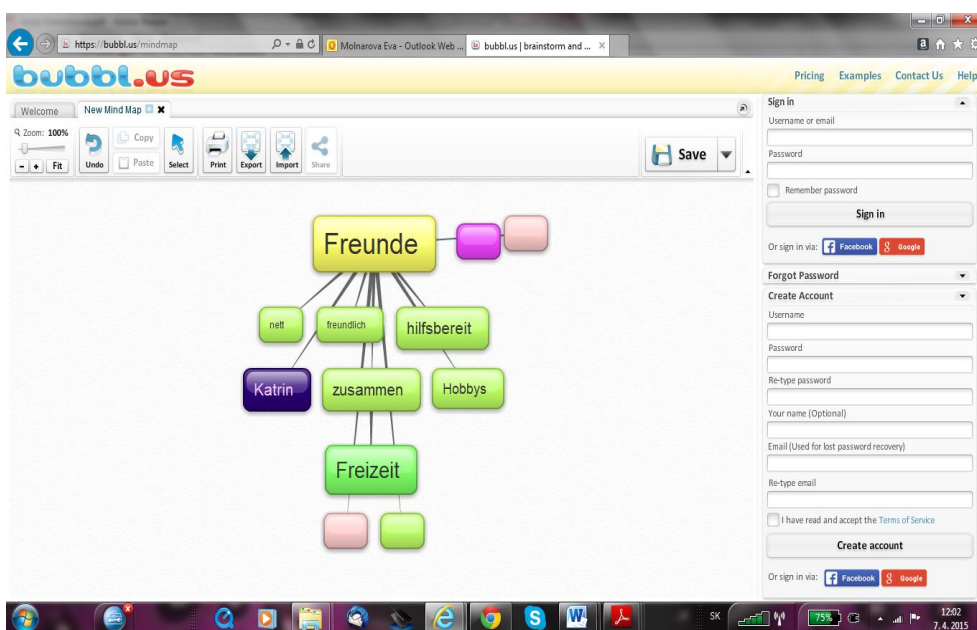 https://bubbl.us/mindmap
Molnarova Eva - Outlook Web ...
bubbl.us | brainstorm and ...
bubbl.us
Pricing Examples Contact Us Help
Welcome
New Mind Map
Zoom: 100%
- + Fit
Undo
Copy
Paste
Select
Print
Export
Import
Share
Save
Freunde
nett
freundlich
hilfsbereit
Katrin
zusammen
Hobbys
Freizeit
Sign in
Username or email
Password
Remember password
Sign in
Or sign in via: Facebook Google
Forgot Password
Create Account
Username
Password
Re-type password
Your name (Optional)
Email (Used for lost password recovery)
Re-type email
I have read and accept the Terms of Service
Create account
Or sign in via: Facebook Google
SK
75%
12:02
7. 4. 2015